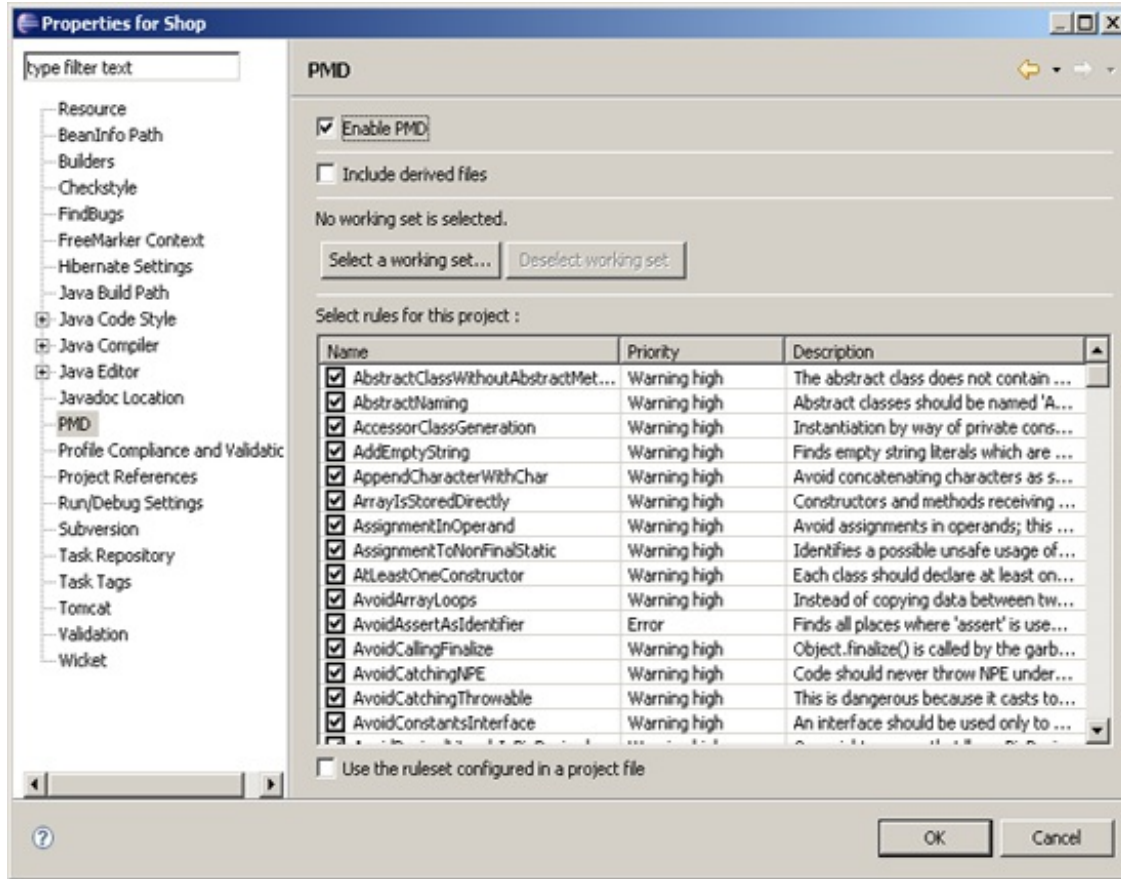 Properties for Shop
type filter text
Resource
BeanInfo Path
Builders
Checkstyle
FindBugs
FreeMarker Context
Hibernate Settings
Java Build Path
Java Code Style
Java Compiler
Java Editor
Javadoc Location
PMD
Profile Compliance and Validatic
Project References
Run/Debug Settings
Subversion
Task Repository
Task Tags
Tomcat
Validation
Wicket
PMD
Enable PMD
Include derived files
No working set is selected.
Select a working set... Deselect working set
Select rules for this project :
Name Priority Description
AbstractClassWithoutAbstractMet... Warning high The abstract class does not contain ...
AbstractNaming Warning high Abstract classes should be named 'A...
AccessorClassGeneration Warning high Instantiation by way of private cons...
AddEmptyString Warning high Finds empty string literals which are ...
AppendCharacterWithChar Warning high Avoid concatenating characters as s...
ArrayIsStoredDirectly Warning high Constructors and methods receiving ...
AssignmentInOperand Warning high Avoid assignments in operands; this ...
AssignmentToNonFinalStatic Warning high Identifies a possible unsafe usage of...
AtLeastOneConstructor Warning high Each class should declare at least on...
AvoidArrayLoops Warning high Instead of copying data between tw...
AvoidAssertAsIdentifier Error Finds all places where 'assert' is use...
AvoidCallingFinalize Warning high Object.finalize() is called by the garb...
AvoidCatchingNPE Warning high Code should never throw NPE under...
AvoidCatchingThrowable Warning high This is dangerous because it casts to...
AvoidConstantsInterface Warning high An interface should be used only to ...
Use the ruleset configured in a project file
OK Cancel